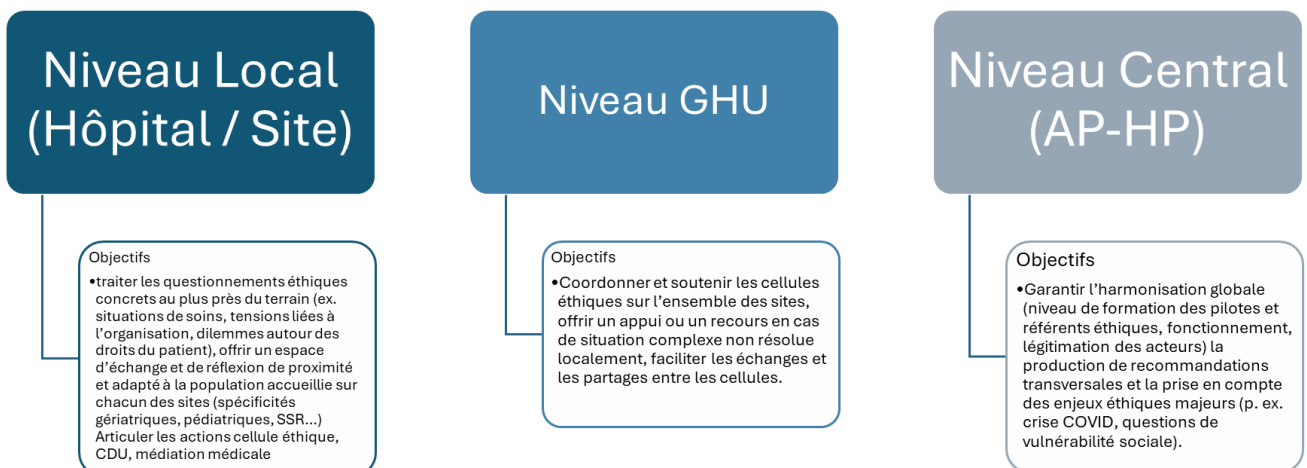 Niveau Local
(Hôpital / Site)
Objectifs
•traiter les questionnements éthiques
concrets au plus près du terrain (ex.
situations de soins, tensions liées à
l'organisation, dilemmes autour des
droits du patient), offrir un espace
d'échange et de réflexion de proximité
et adapté à la population accueillie sur
chacun des sites (spécificités
gériatriques, pédiatriques, SSR...)
Articuler les actions cellule éthique,
CDU, médiation médicale
Niveau GHU
Objectifs
•Coordonner et soutenir les cellules
éthiques sur l'ensemble des sites,
offrir un appui ou un recours en cas
de situation complexe non résolue
localement, faciliter les échanges et
les partages entre les cellules.
Niveau Central
(AP-HP)
Objectifs
•Garantir l'harmonisation globale
(niveau de formation des pilotes et
référents éthiques, fonctionnement,
légitimation des acteurs) la
production de recommandations
transversales et la prise en compte
des enjeux éthiques majeurs (p. ex.
crise COVID, questions de
vulnérabilité sociale).